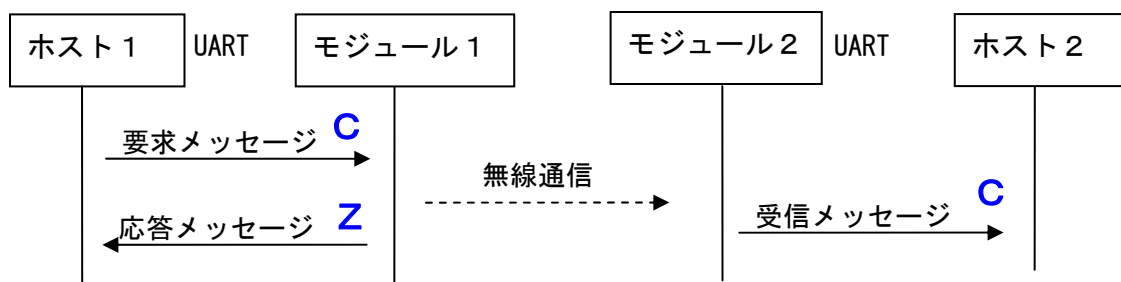 ホスト１ UART モジュール１ モジュール２ UART ホスト２
要求メッセージ C
無線通信
受信メッセージ C
応答メッセージ Z